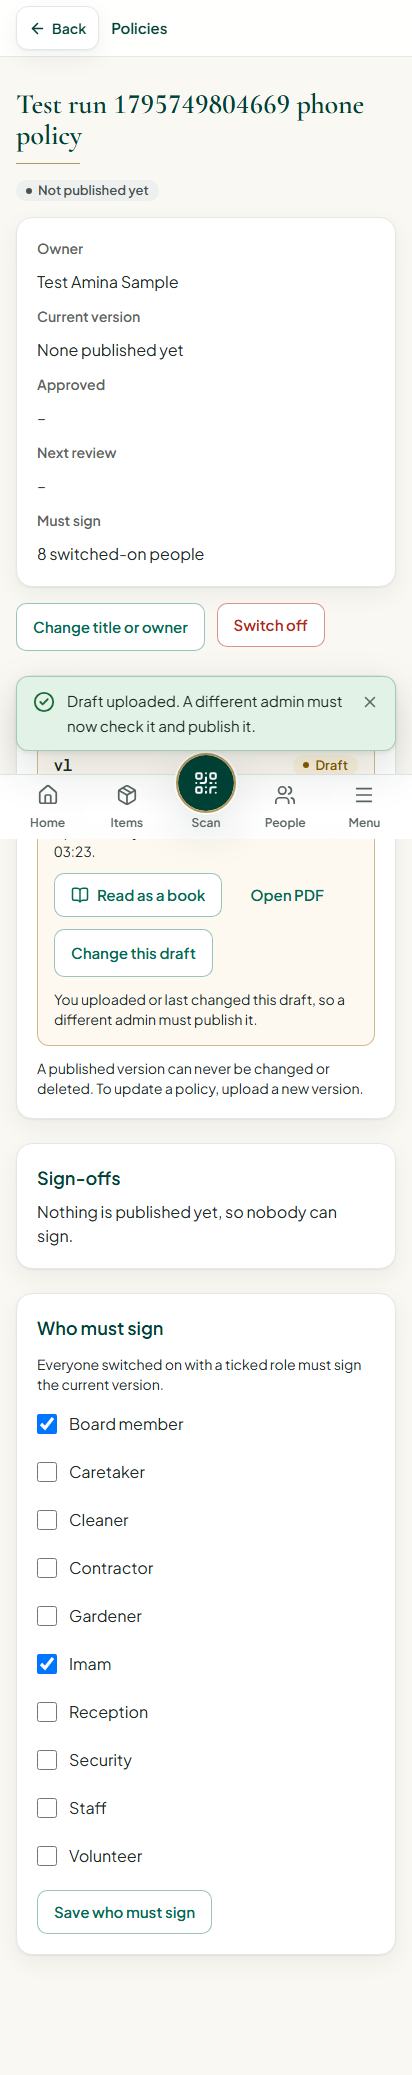 Back
Policies
Test run 1795749804669 phone
policy
Not published yet
Owner
Test Amina Sample
Current version
None published yet
Approved
–
Next review
–
Must sign
8 switched-on people
Change title or owner
Switch off
Draft uploaded. A different admin must
now check it and publish it.
v1
Draft
Home
Items
Scan
People
Menu
03:23.
Read as a book
Open PDF
Change this draft
You uploaded or last changed this draft, so a
different admin must publish it.
A published version can never be changed or
deleted. To update a policy, upload a new version.
Sign-offs
Nothing is published yet, so nobody can
sign.
Who must sign
Everyone switched on with a ticked role must sign
the current version.
Board member
Caretaker
Cleaner
Contractor
Gardener
Imam
Reception
Security
Staff
Volunteer
Save who must sign